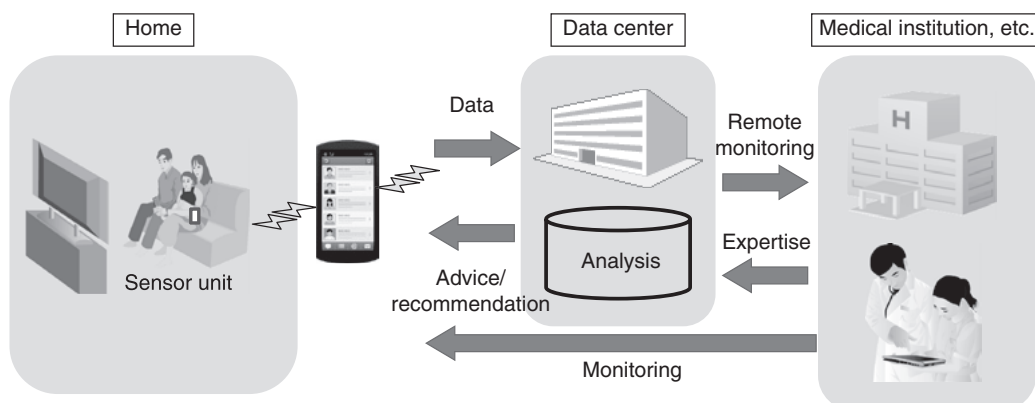 Home
Data center
Medical institution, etc.
Data
Remote
monitoring
Sensor unit
Analysis
Expertise
Advice/
recommendation
Monitoring
H